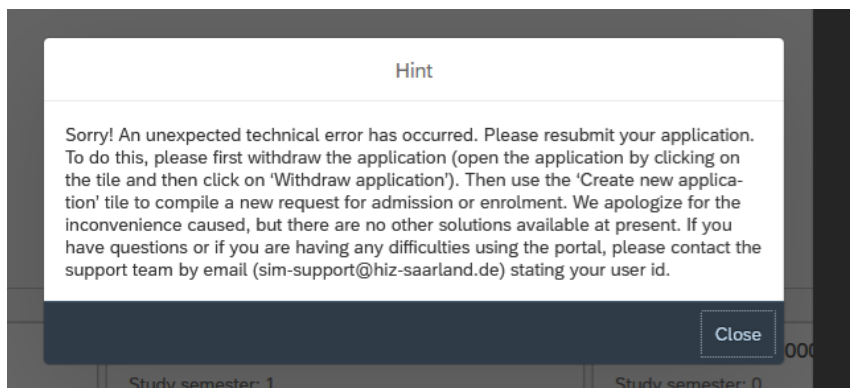 Hint
Sorry! An unexpected technical error has occurred. Please resubmit your application.
To do this, please first withdraw the application (open the application by clicking on
the tile and then click on ‘Withdraw application’). Then use the ‘Create new applica-
tion’ tile to compile a new request for admission or enrolment. We apologize for the
inconvenience caused, but there are no other solutions available at present. If you
have questions or if you are having any difficulties using the portal, please contact the
support team by email (sim-support@hiz-saarland.de) stating your user id.
Close
Study semester: 1
Study semester: 0